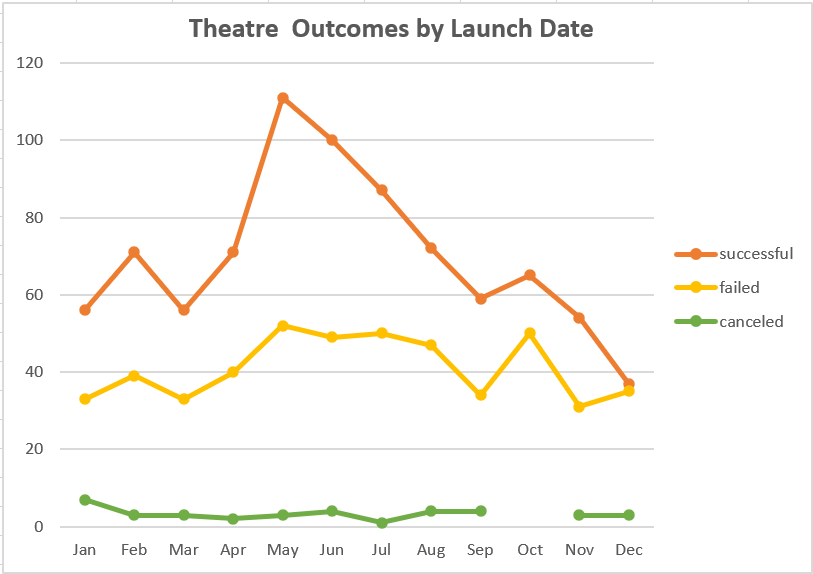 Theatre  Outcomes by Launch Date
120
100
80
60
40
20
0
Jan Feb Mar Apr May Jun Jul Aug Sep Oct Nov Dec
successful
failed
canceled